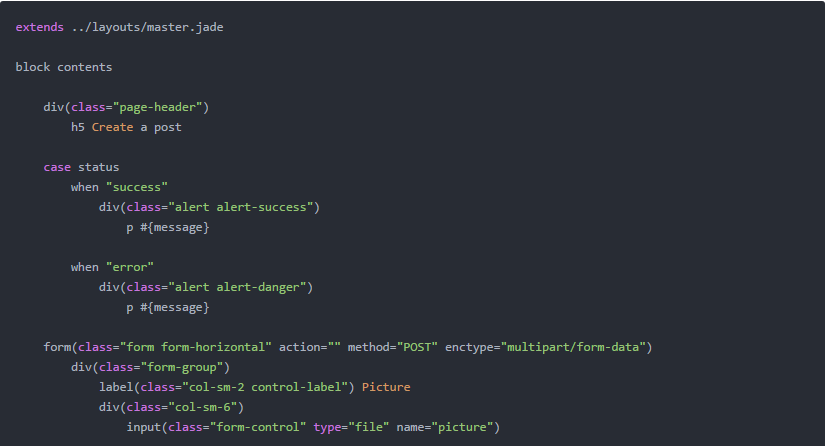 extends ../layouts/master.jade
block contents
div(class="page-header")
h5 Create a post
case status
when "success"
div(class="alert alert-success")
p #{message}
when "error"
div(class="alert alert-danger")
p #{message}
form(class="form form-horizontal" action="" method="POST" enctype="multipart/form-data")
div(class="form-group")
label(class="col-sm-2 control-label") Picture
div(class="col-sm-6")
input(class="form-control" type="file" name="picture")